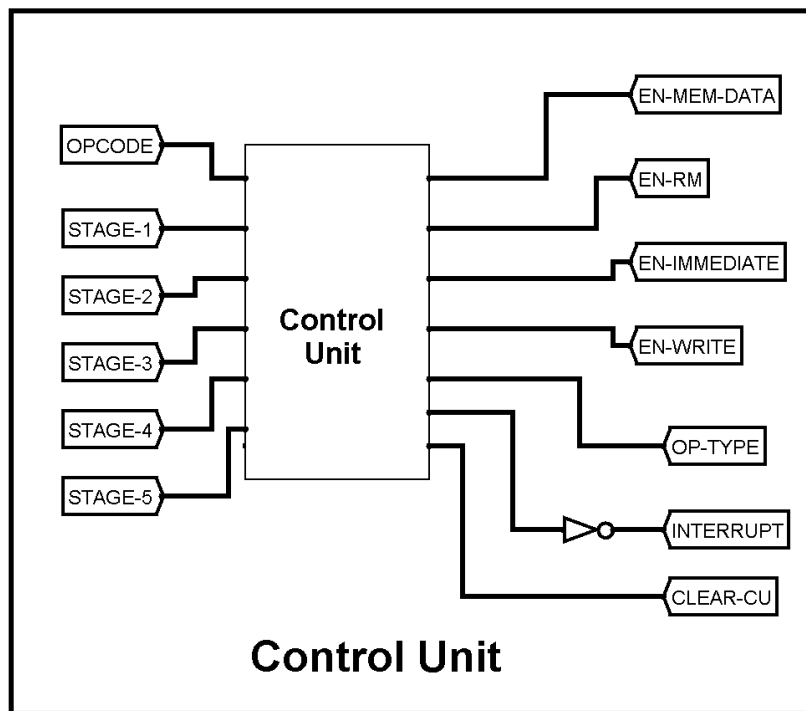 EN-MEM-DATA
OPCODE
EN-RM
STAGE-1
EN-IMMEDIATE
STAGE-2
Control
Unit
EN-WRITE
STAGE-3
STAGE-4
OP-TYPE
STAGE-5
INTERRUPT
CLEAR-CU
Control Unit